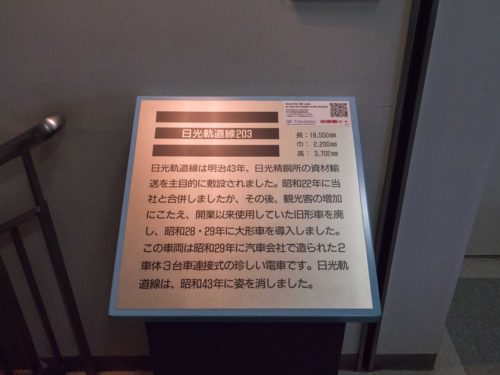 日光軌道線203
QR Translator
長：18,550㎜
巾：2,200㎜
高：3,702㎜
日光軌道線は明治43年、日光精銅所の資材輸
送を主目的に敷設されました。昭和22年に当
社と合併しましたが、その後、観光客の増加
にこたえ、開業以来使用していた旧形車を廃
し、昭和28・29年に大形車を導入しました。
この車両は昭和29年に汽車会社で造られた２
車体３台車連接式の珍しい電車です。日光軌
道線は、昭和43年に姿を消しました。